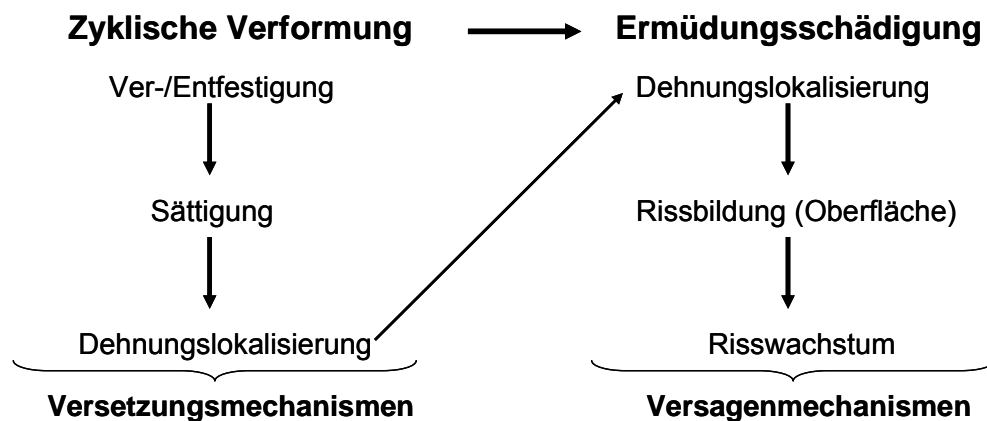 Zyklische Verformung
Ermüdungsschädigung
Ver-/Entfestigung
Sättigung
Dehnungslokalisierung
Versetzungsmechanismen
Dehnungslokalisierung
Rissbildung (Oberfläche)
Risswachstum
Versagenmechanismen